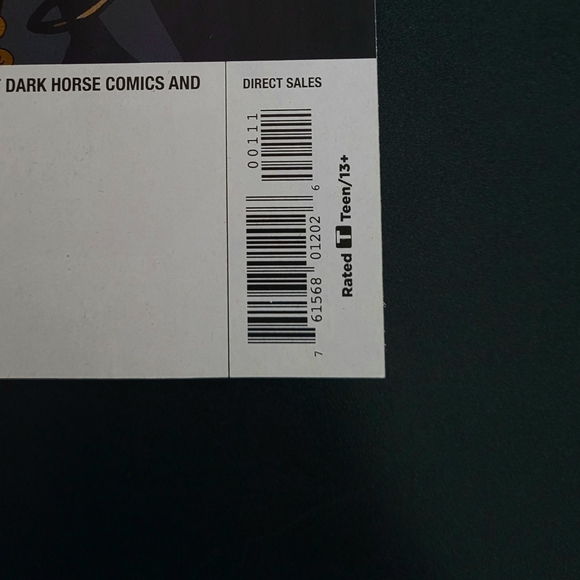 DARK HORSE COMICS AND
DIRECT SALES
00111
7 61568 01202 6
Rated T Teen/13+